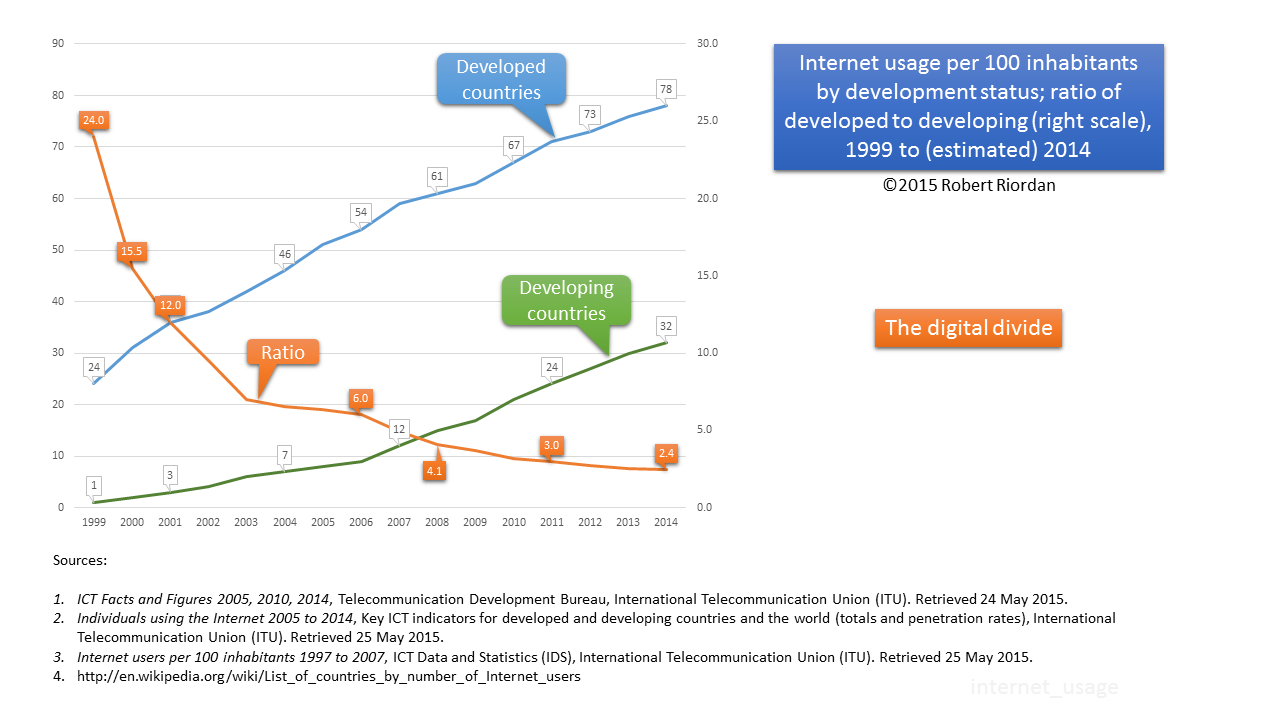 Internet usage per 100 inhabitants
by development status; ratio of
developed to developing (right scale),
1999 to (estimated) 2014
©2015 Robert Riordan
The digital divide
90
80
70
60
50
40
30
20
10
0
30.0
25.0
20.0
15.0
10.0
5.0
0.0
Developed
countries
24
46
54
61
67
73
78
Developing
countries
1
3
7
12
24
32
Ratio
24.0
15.5
12.0
6.0
4.1
3.0
2.4
1999 2000 2001 2002 2003 2004 2005 2006 2007 2008 2009 2010 2011 2012 2013 2014
Sources:
1. ICT Facts and Figures 2005, 2010, 2014, Telecommunication Development Bureau, International Telecommunication Union (ITU). Retrieved 24 May 2015.
2. Individuals using the Internet 2005 to 2014, Key ICT indicators for developed and developing countries and the world (totals and penetration rates), International
Telecommunication Union (ITU). Retrieved 25 May 2015.
3. Internet users per 100 inhabitants 1997 to 2007, ICT Data and Statistics (IDS), International Telecommunication Union (ITU). Retrieved 25 May 2015.
4. http://en.wikipedia.org/wiki/List_of_countries_by_number_of_Internet_users
internet_usage